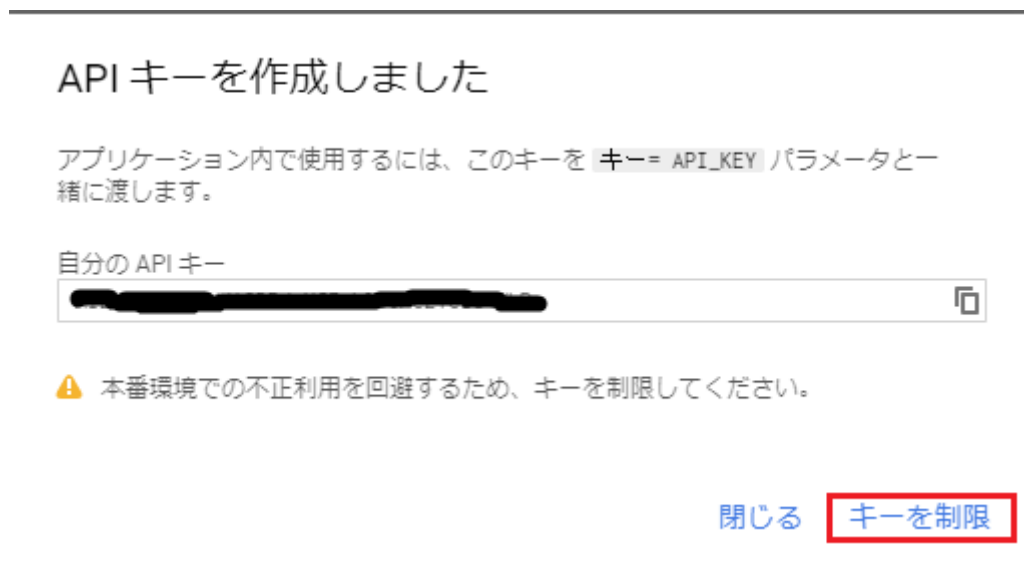 API キーを作成しました
アプリケーション内で使用するには、このキーを キー= API_KEY パラメータと一
緒に渡します。
自分の API キー
本番環境での不正利用を回避するため、キーを制限してください。
閉じる キーを制限